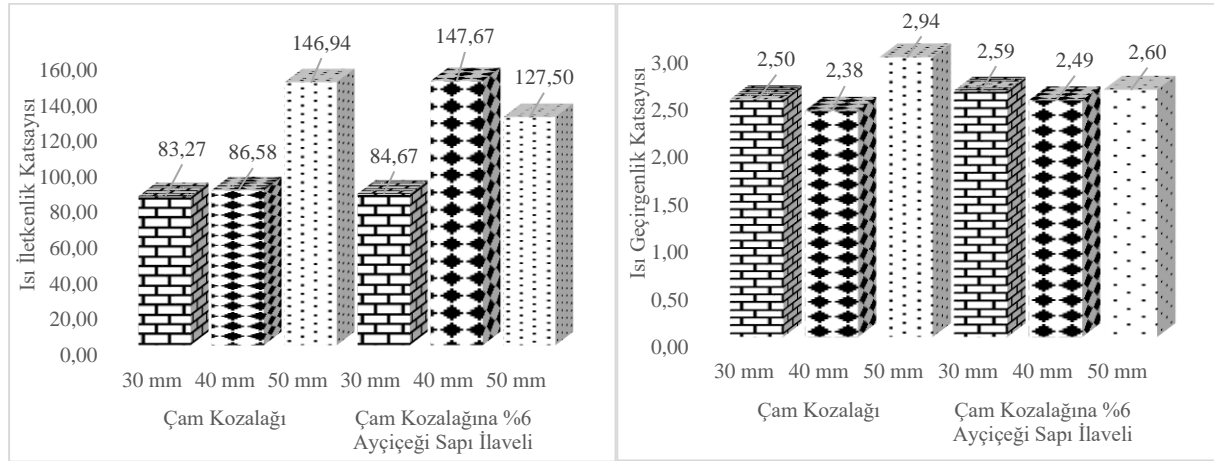 Isı İletkenlik Katsayısı
160,00
140,00
120,00
100,00
80,00
60,00
40,00
20,00
0,00
83,27
86,58
146,94
84,67
147,67
127,50
30 mm 40 mm 50 mm 30 mm 40 mm 50 mm
Çam Kozalağı
Çam Kozalağına %6
Ayçiçeği Sapı İlaveli
Isı Geçirgenlik Katsayısı
3,00
2,50
2,00
1,50
1,00
0,50
0,00
2,50
2,38
2,94
2,59
2,49
2,60
30 mm 40 mm 50 mm 30 mm 40 mm 50 mm
Çam Kozalağı
Çam Kozalağına %6
Ayçiçeği Sapı İlaveli